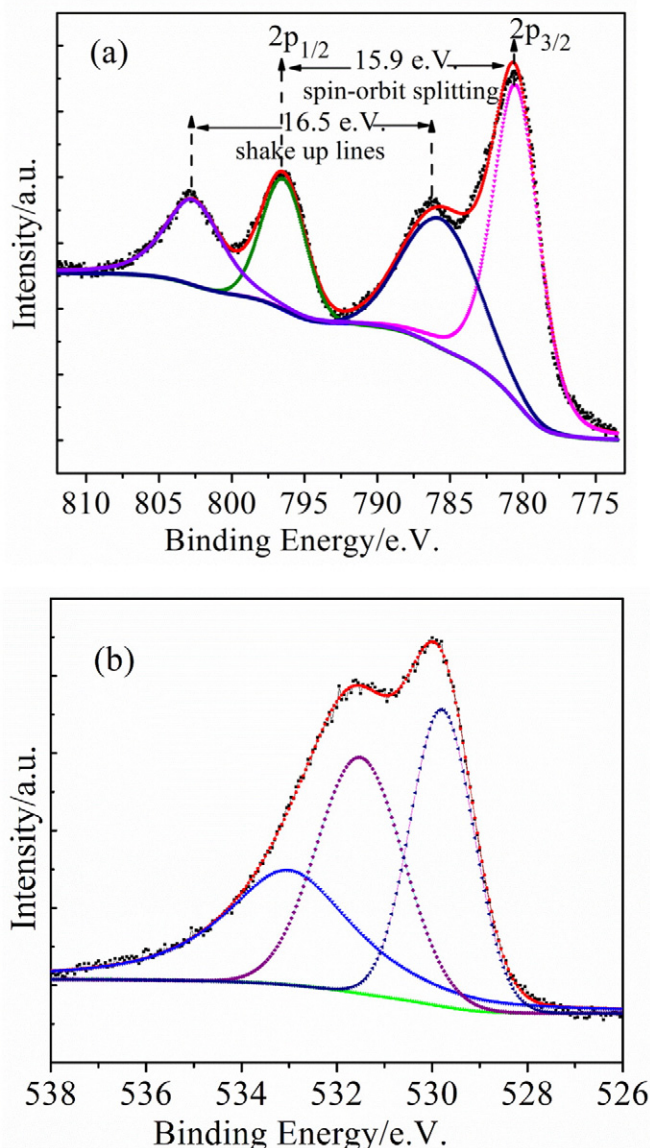 (a)
2p1/2
2p3/2
15.9 e.V.
spin-orbit splitting
16.5 e.V.
shake up lines
Intensity/a.u.
810 805 800 795 790 785 780 775
Binding Energy/e.V.
(b)
Intensity/a.u.
538 536 534 532 530 528 526
Binding Energy/e.V.